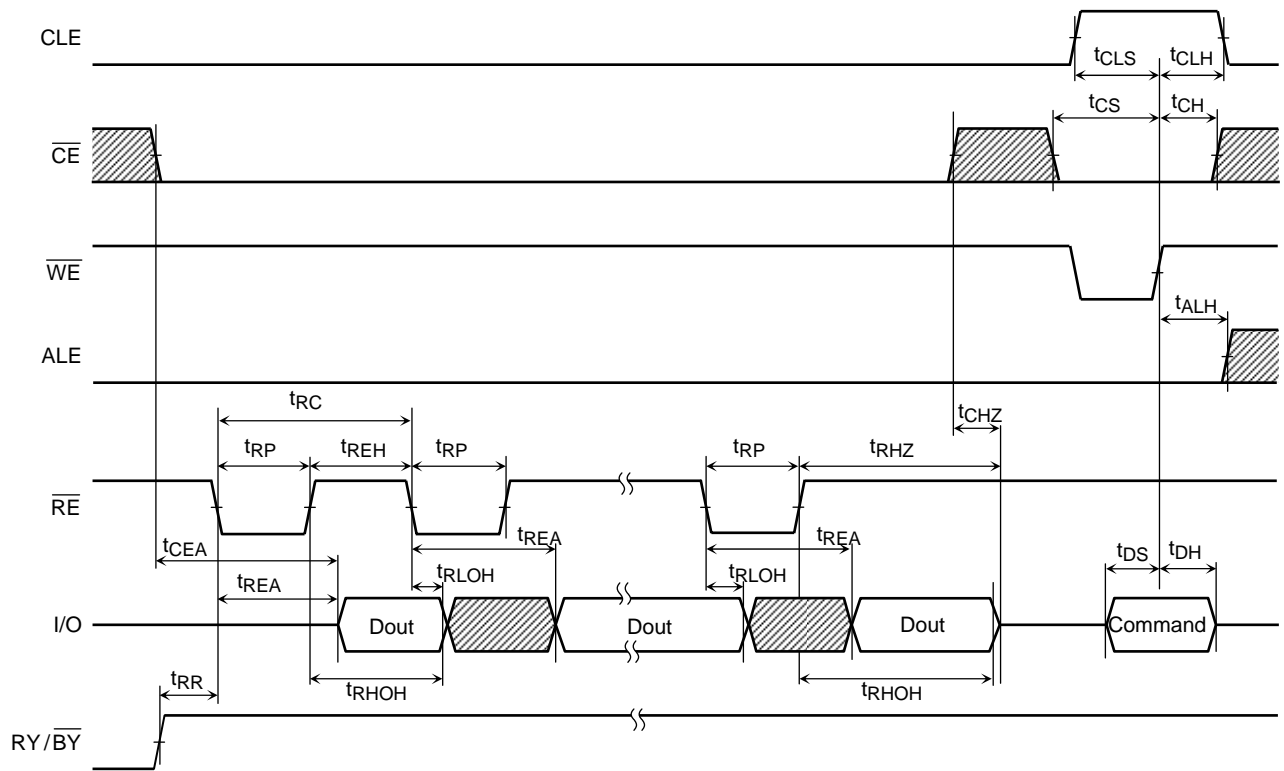 CLE
tCLS tCLH
CE
tCS tCH
WE
tALH
ALE
tRC
tCHZ
tRP tREH tRP tRP tRHZ
RE
tCEA tREA tREA
tREA tRLOH tRLOH tDS tDH
I/O Dout Dout Dout Command
tRR tRHOH tRHOH
RY/BY